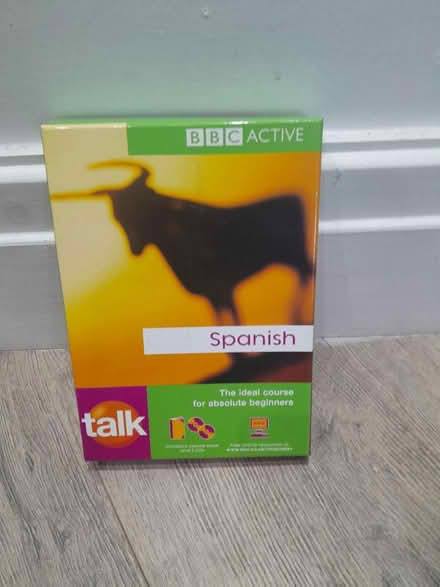 BBC ACTIVE
Spanish
The ideal course
for absolute beginners
talk